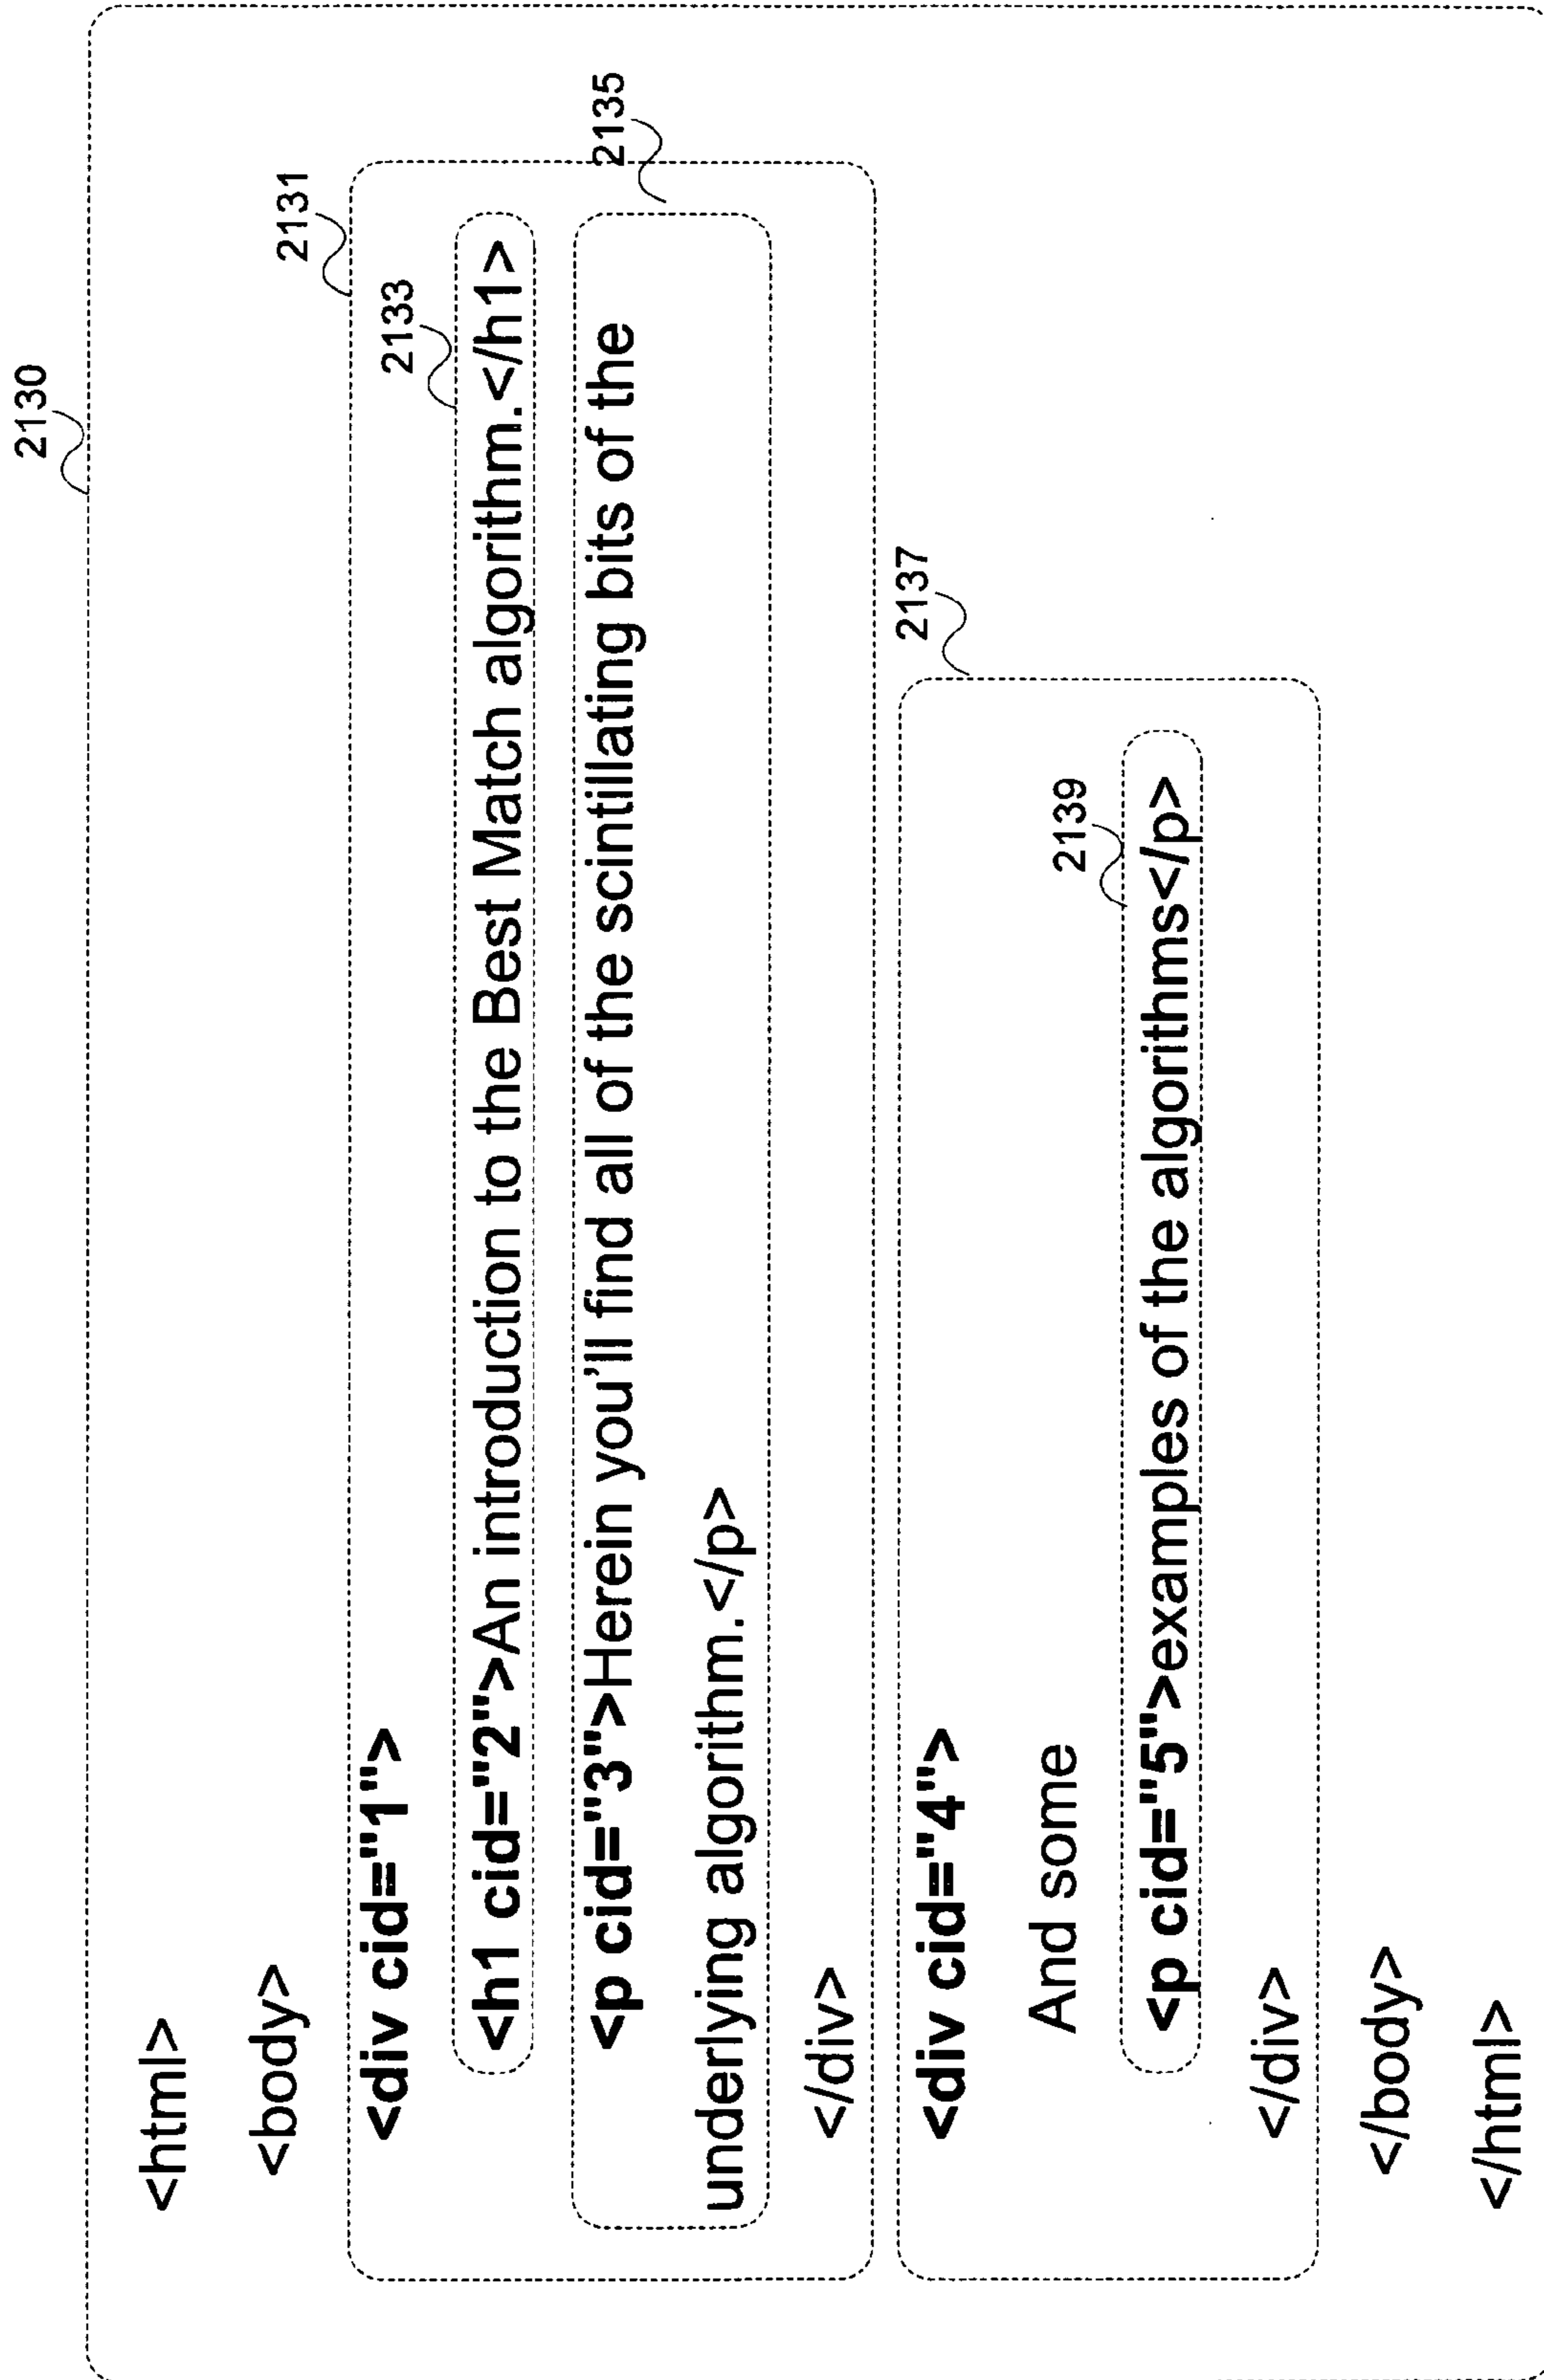 2130
<html>
<body>
2131
<div cid="1">
2133
<h1 cid="2">An introduction to the Best Match algorithm.</h1>
2135
<p cid="3">Herein you'll find all of the scintillating bits of the
underlying algorithm.</p>
</div>
2137
<div cid="4">
And some
2139
<p cid="5">examples of the algorithms</p>
</div>
</body>
</html>